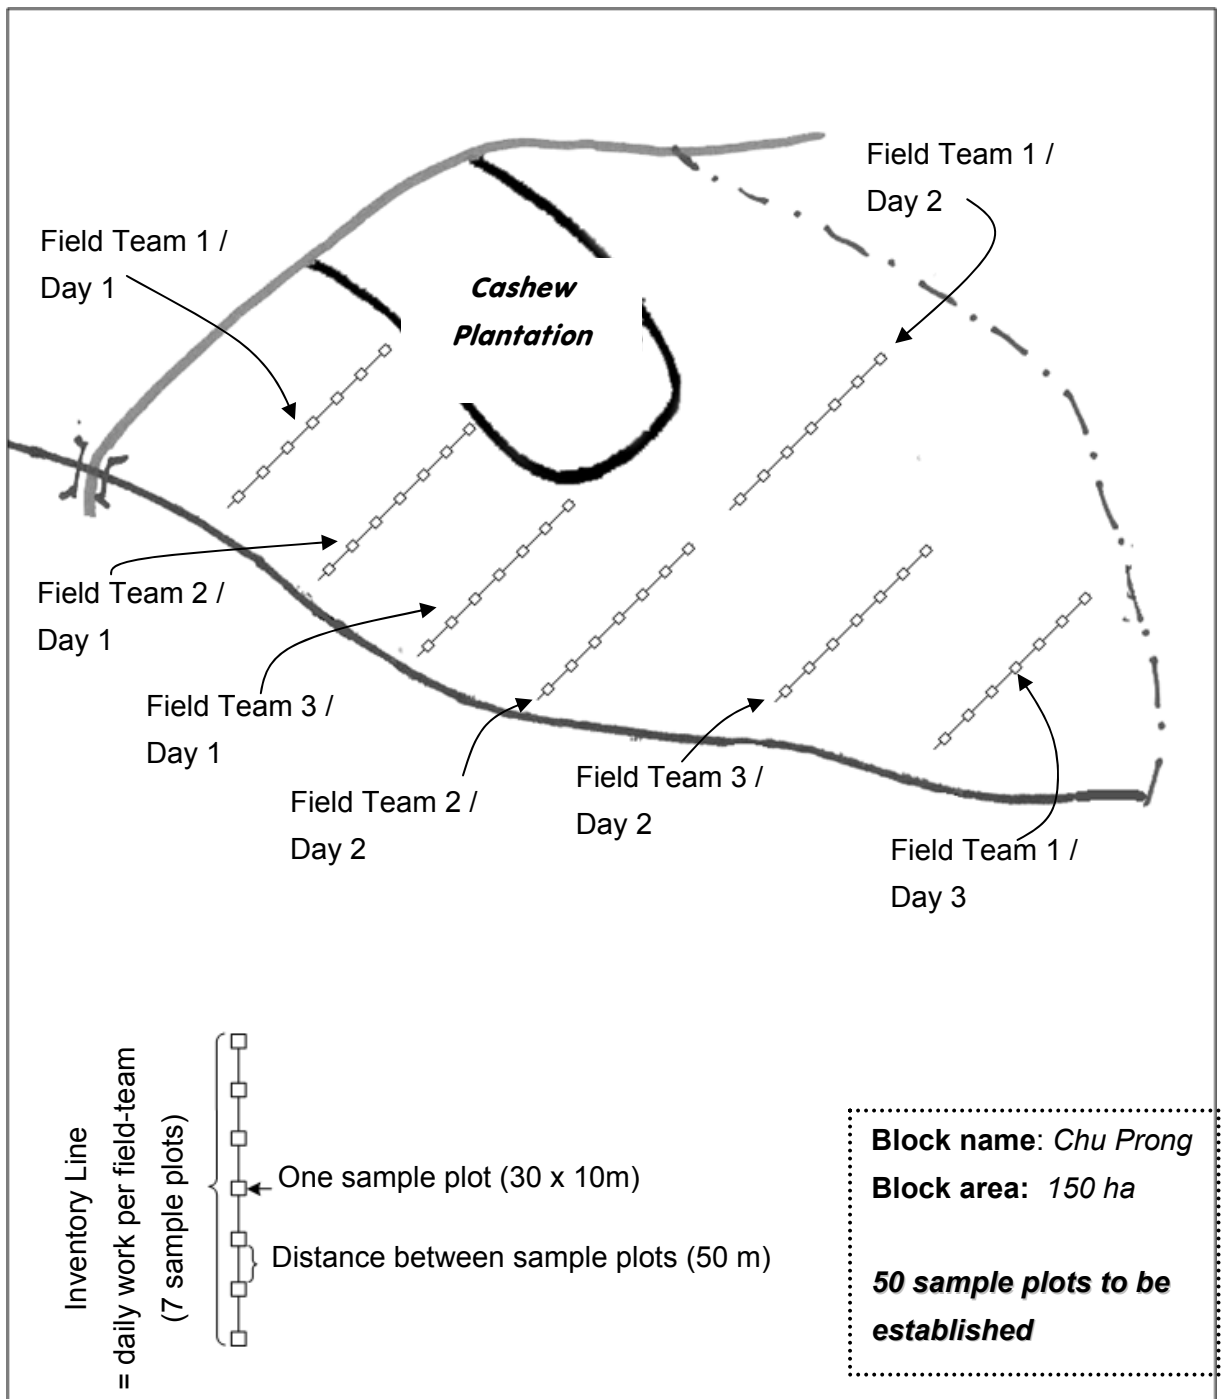 Field Team 1 /
Day 2
Field Team 1 /
Day 1
Cashew
Plantation
Field Team 2 /
Day 1
Field Team 3 /
Day 1
Field Team 2 /
Day 2
Field Team 3 /
Day 2
Field Team 1 /
Day 3
Inventory Line
= daily work per field-team
(7 sample plots)
One sample plot (30 x 10m)
Distance between sample plots (50 m)
Block name: Chu Prong
Block area: 150 ha
50 sample plots to be
established